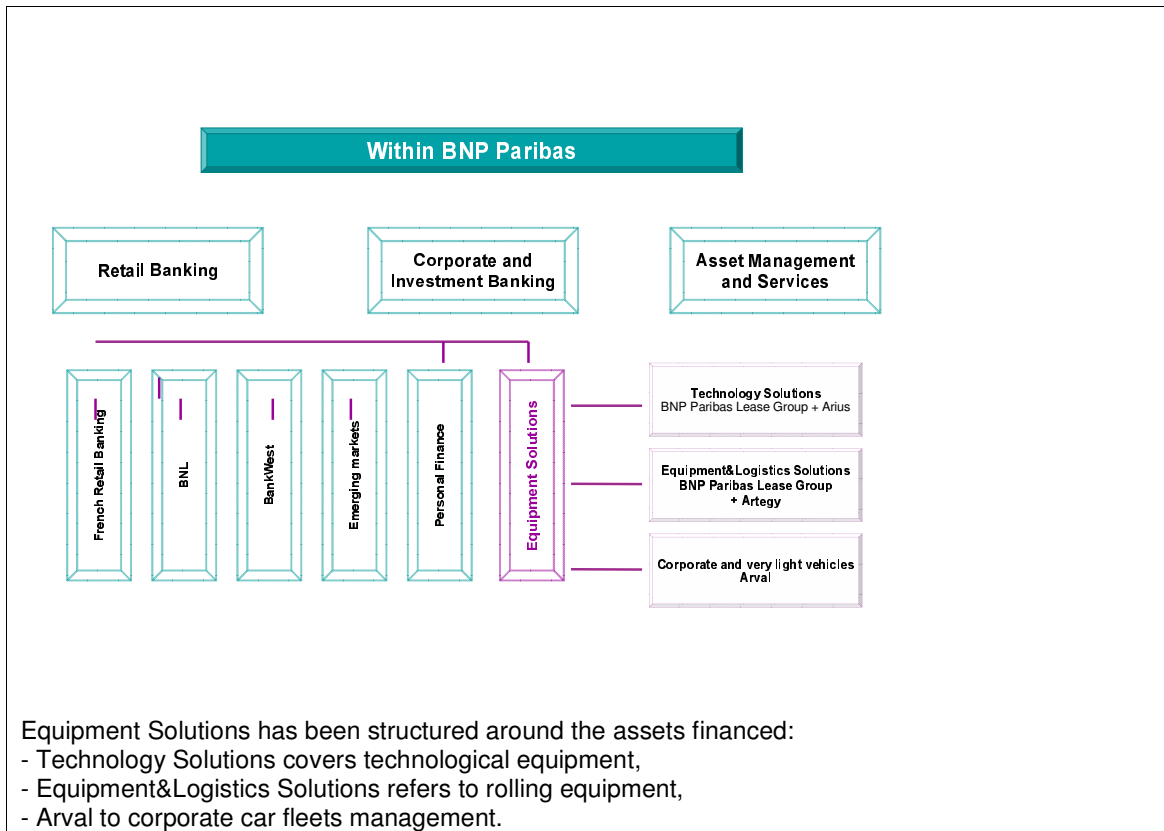 Within BNP Paribas
Retail Banking
Corporate and
Investment Banking
Asset Management
and Services
French Retail Banking
BNL
BankWest
Emerging markets
Personal Finance
Equipment Solutions
Technology Solutions
BNP Paribas Lease Group + Arius
Equipment&Logistics Solutions
BNP Paribas Lease Group
+ Artegy
Corporate and very light vehicles
Arval
Equipment Solutions has been structured around the assets financed:
- Technology Solutions covers technological equipment,
- Equipment&Logistics Solutions refers to rolling equipment,
- Arval to corporate car fleets management.